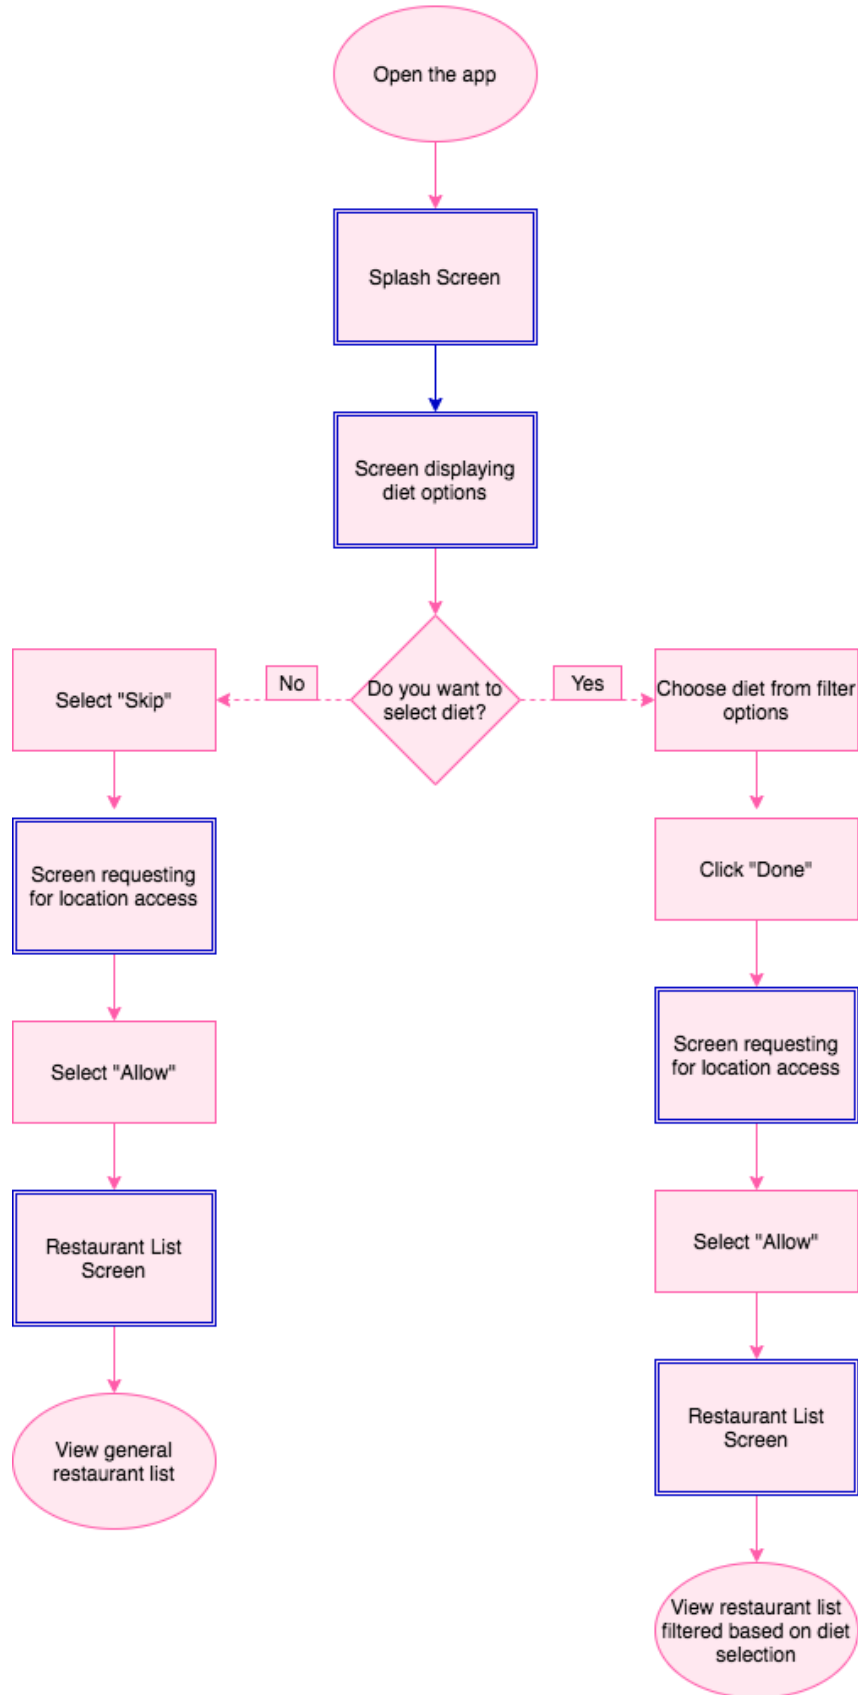 Open the app
Splash Screen
Screen displaying
diet options
Do you want to
select diet?
No
Yes
Select "Skip"
Screen requesting
for location access
Select "Allow"
Restaurant List
Screen
View general
restaurant list
Choose diet from filter
options
Click "Done"
Screen requesting
for location access
Select "Allow"
Restaurant List
Screen
View restaurant list
filtered based on diet
selection